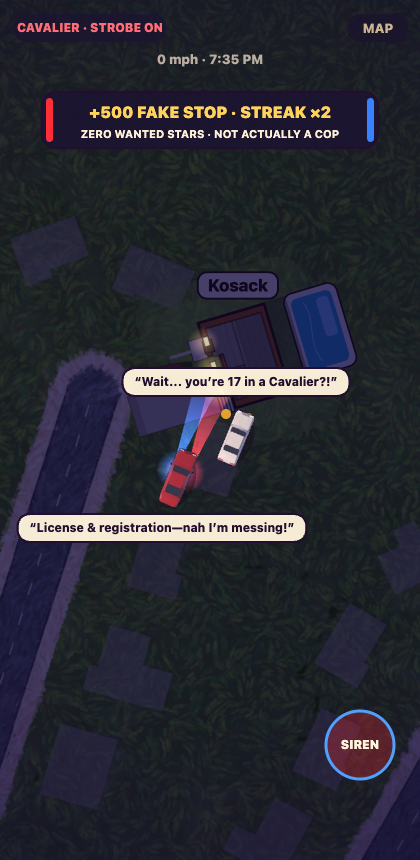 CAVALIER · STROBE ON
MAP
0 mph · 7:35 PM
+500 FAKE STOP · STREAK ×2
ZERO WANTED STARS · NOT ACTUALLY A COP
Kosack
“Wait... you’re 17 in a Cavalier?!”
“License & registration—nah I’m messing!”
SIREN